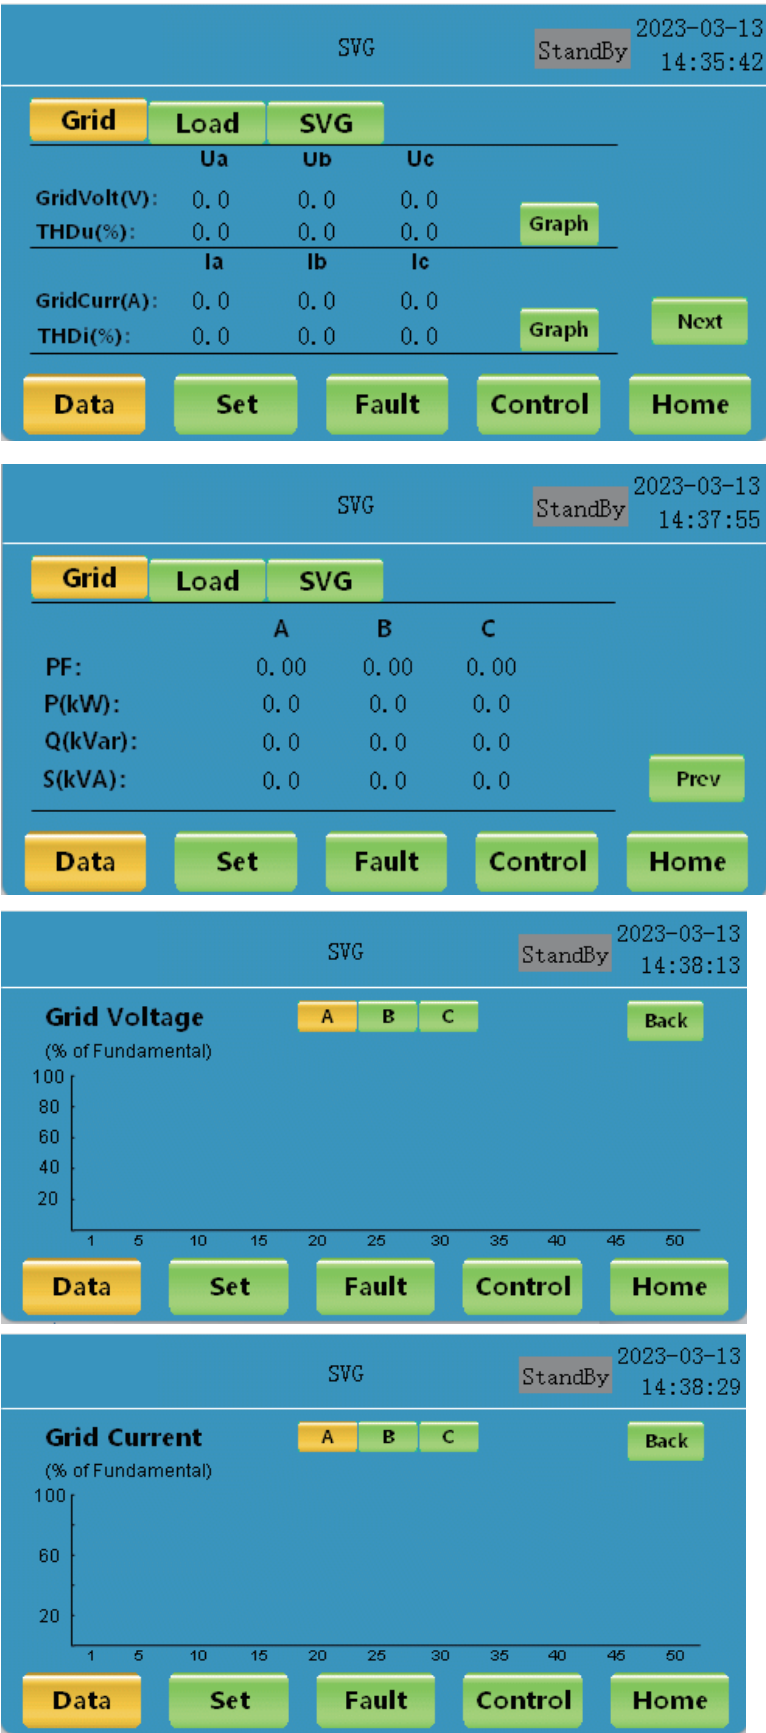 2023-03-13
SVG StandBy 14:35:42
Grid Load SVG
Ua Ub Uc
GridVolt(V): 0.0 0.0 0.0
THDu(%): 0.0 0.0 0.0 Graph
Ia Ib Ic
GridCurr(A): 0.0 0.0 0.0 Next
THDi(%): 0.0 0.0 0.0 Graph
Data Set Fault Control Home
2023-03-13
SVG StandBy 14:37:55
Grid Load SVG
A B C
PF: 0.00 0.00 0.00
P(kW): 0.0 0.0 0.0
Q(kVar): 0.0 0.0 0.0
S(kVA): 0.0 0.0 0.0 Prev
Data Set Fault Control Home
2023-03-13
SVG StandBy 14:38:13
Grid Voltage A B C Back
(% of Fundamental)
100
80
60
40
20
1 5 10 15 20 25 30 35 40 45 50
Data Set Fault Control Home
2023-03-13
SVG StandBy 14:38:29
Grid Current A B C Back
(% of Fundamental)
100
60
20
1 5 10 15 20 25 30 35 40 45 50
Data Set Fault Control Home